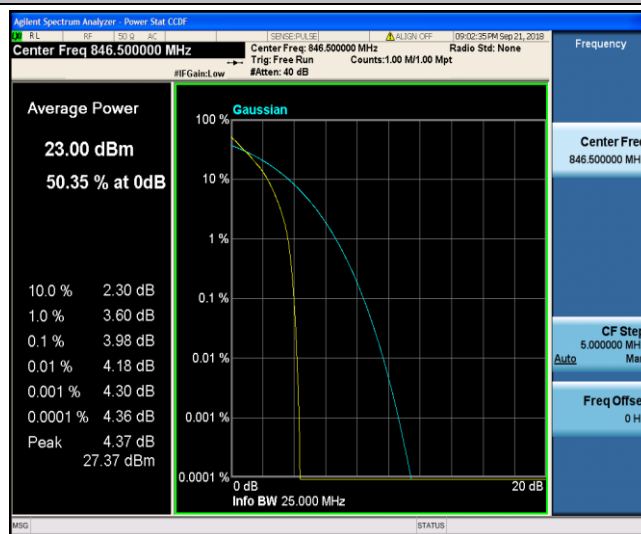 Agilent Spectrum Analyzer - Power Stat CCDF
RL RF 50 Ω AC SENSE:PULSE ALIGN OFF 09:02:35 PM Sep 21, 2018
Center Freq 846.500000 MHz
Center Freq: 846.500000 MHz Radio Std: None
Trig: Free Run Counts:1.00 M/1.00 Mpt
#IFGain:Low #Atten: 40 dB
Frequency
Average Power
23.00 dBm
50.35 % at 0dB
10.0 % 2.30 dB
1.0 % 3.60 dB
0.1 % 3.98 dB
0.01 % 4.18 dB
0.001 % 4.30 dB
0.0001 % 4.36 dB
Peak 4.37 dB
27.37 dBm
Gaussian
100 %
10 %
1 %
0.1 %
0.01 %
0.001 %
0.0001 %
0 dB 20 dB
Info BW 25.000 MHz
Center Fre
846.500000 MH
CF Step
5.000000 MH
Auto Ma
Freq Offse
0 H
MSG STATUS